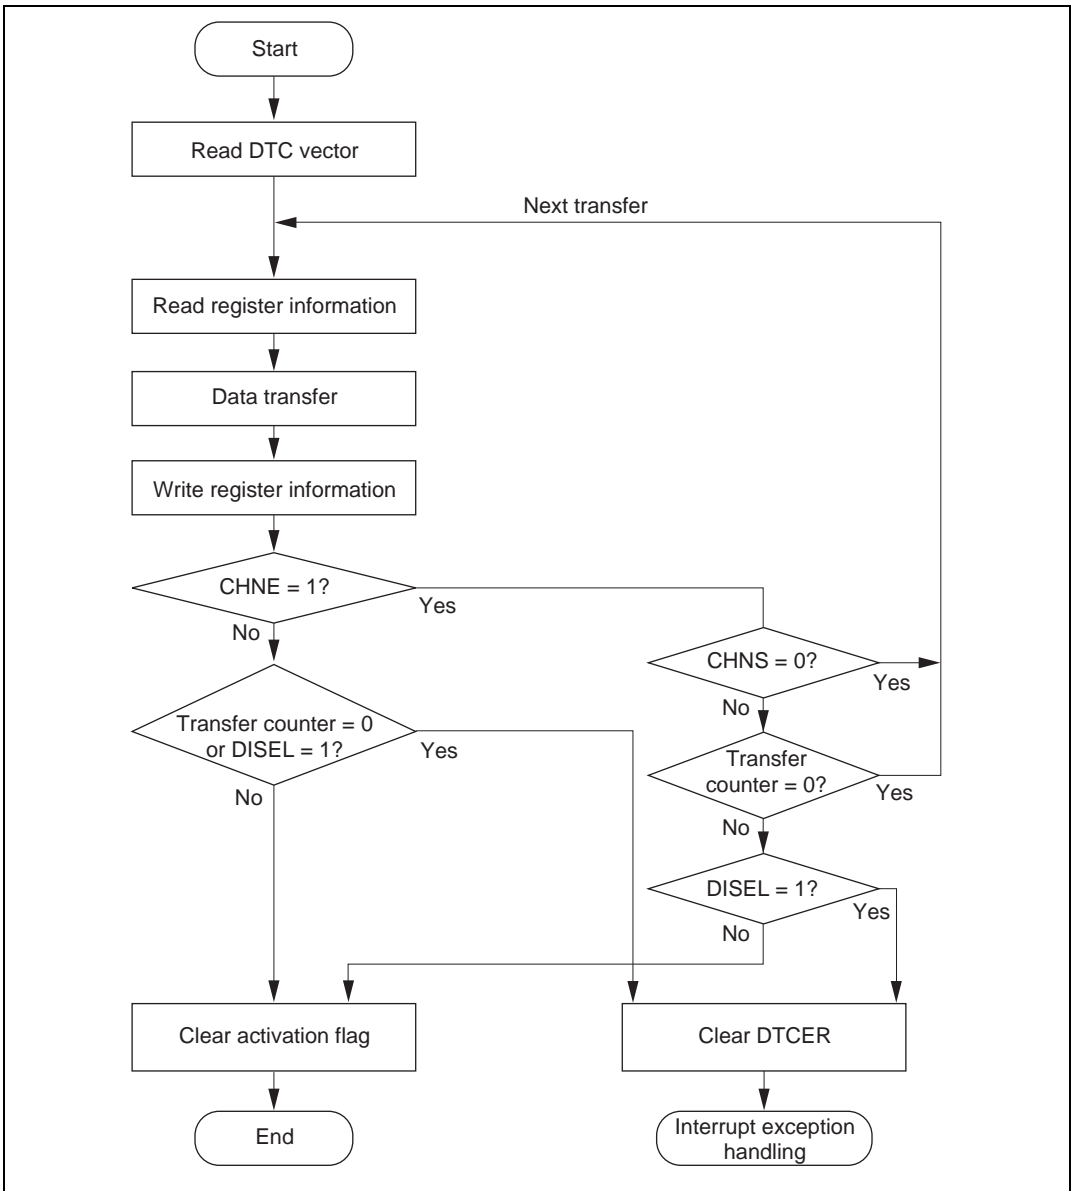 Start
Read DTC vector
Next transfer
Read register information
Data transfer
Write register information
CHNE = 1?
Yes
No
CHNS = 0?
Yes
No
Transfer counter = 0
or DISEL = 1?
Yes
No
Transfer
counter = 0?
Yes
No
DISEL = 1?
Yes
No
Clear activation flag
Clear DTCER
End
Interrupt exception
handling